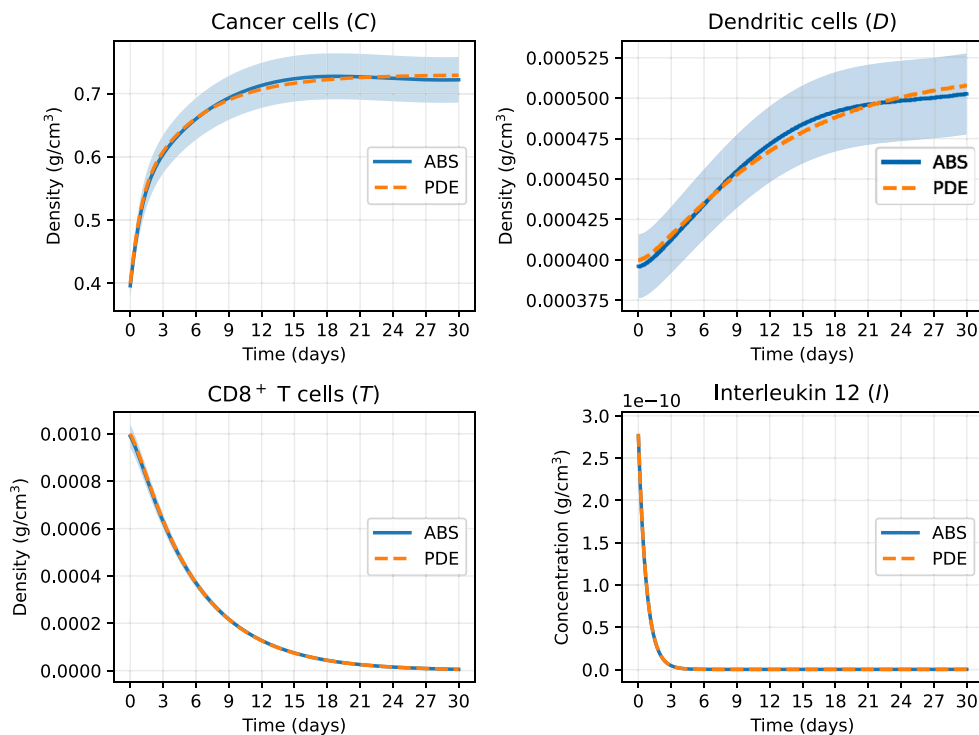 Cancer cells (C)
Density (g/cm³)
0.7
0.6
0.5
0.4
ABS
PDE
0 3 6 9 12 15 18 21 24 27 30
Time (days)
Dendritic cells (D)
Density (g/cm³)
0.000525
0.000500
0.000475
0.000450
0.000425
0.000400
0.000375
ABS
PDE
0 3 6 9 12 15 18 21 24 27 30
Time (days)
CD8⁺ T cells (T)
Density (g/cm³)
0.0010
0.0008
0.0006
0.0004
0.0002
0.0000
ABS
PDE
0 3 6 9 12 15 18 21 24 27 30
Time (days)
Interleukin 12 (I)
1e−10
Concentration (g/cm³)
3.0
2.5
2.0
1.5
1.0
0.5
0.0
ABS
PDE
0 3 6 9 12 15 18 21 24 27 30
Time (days)